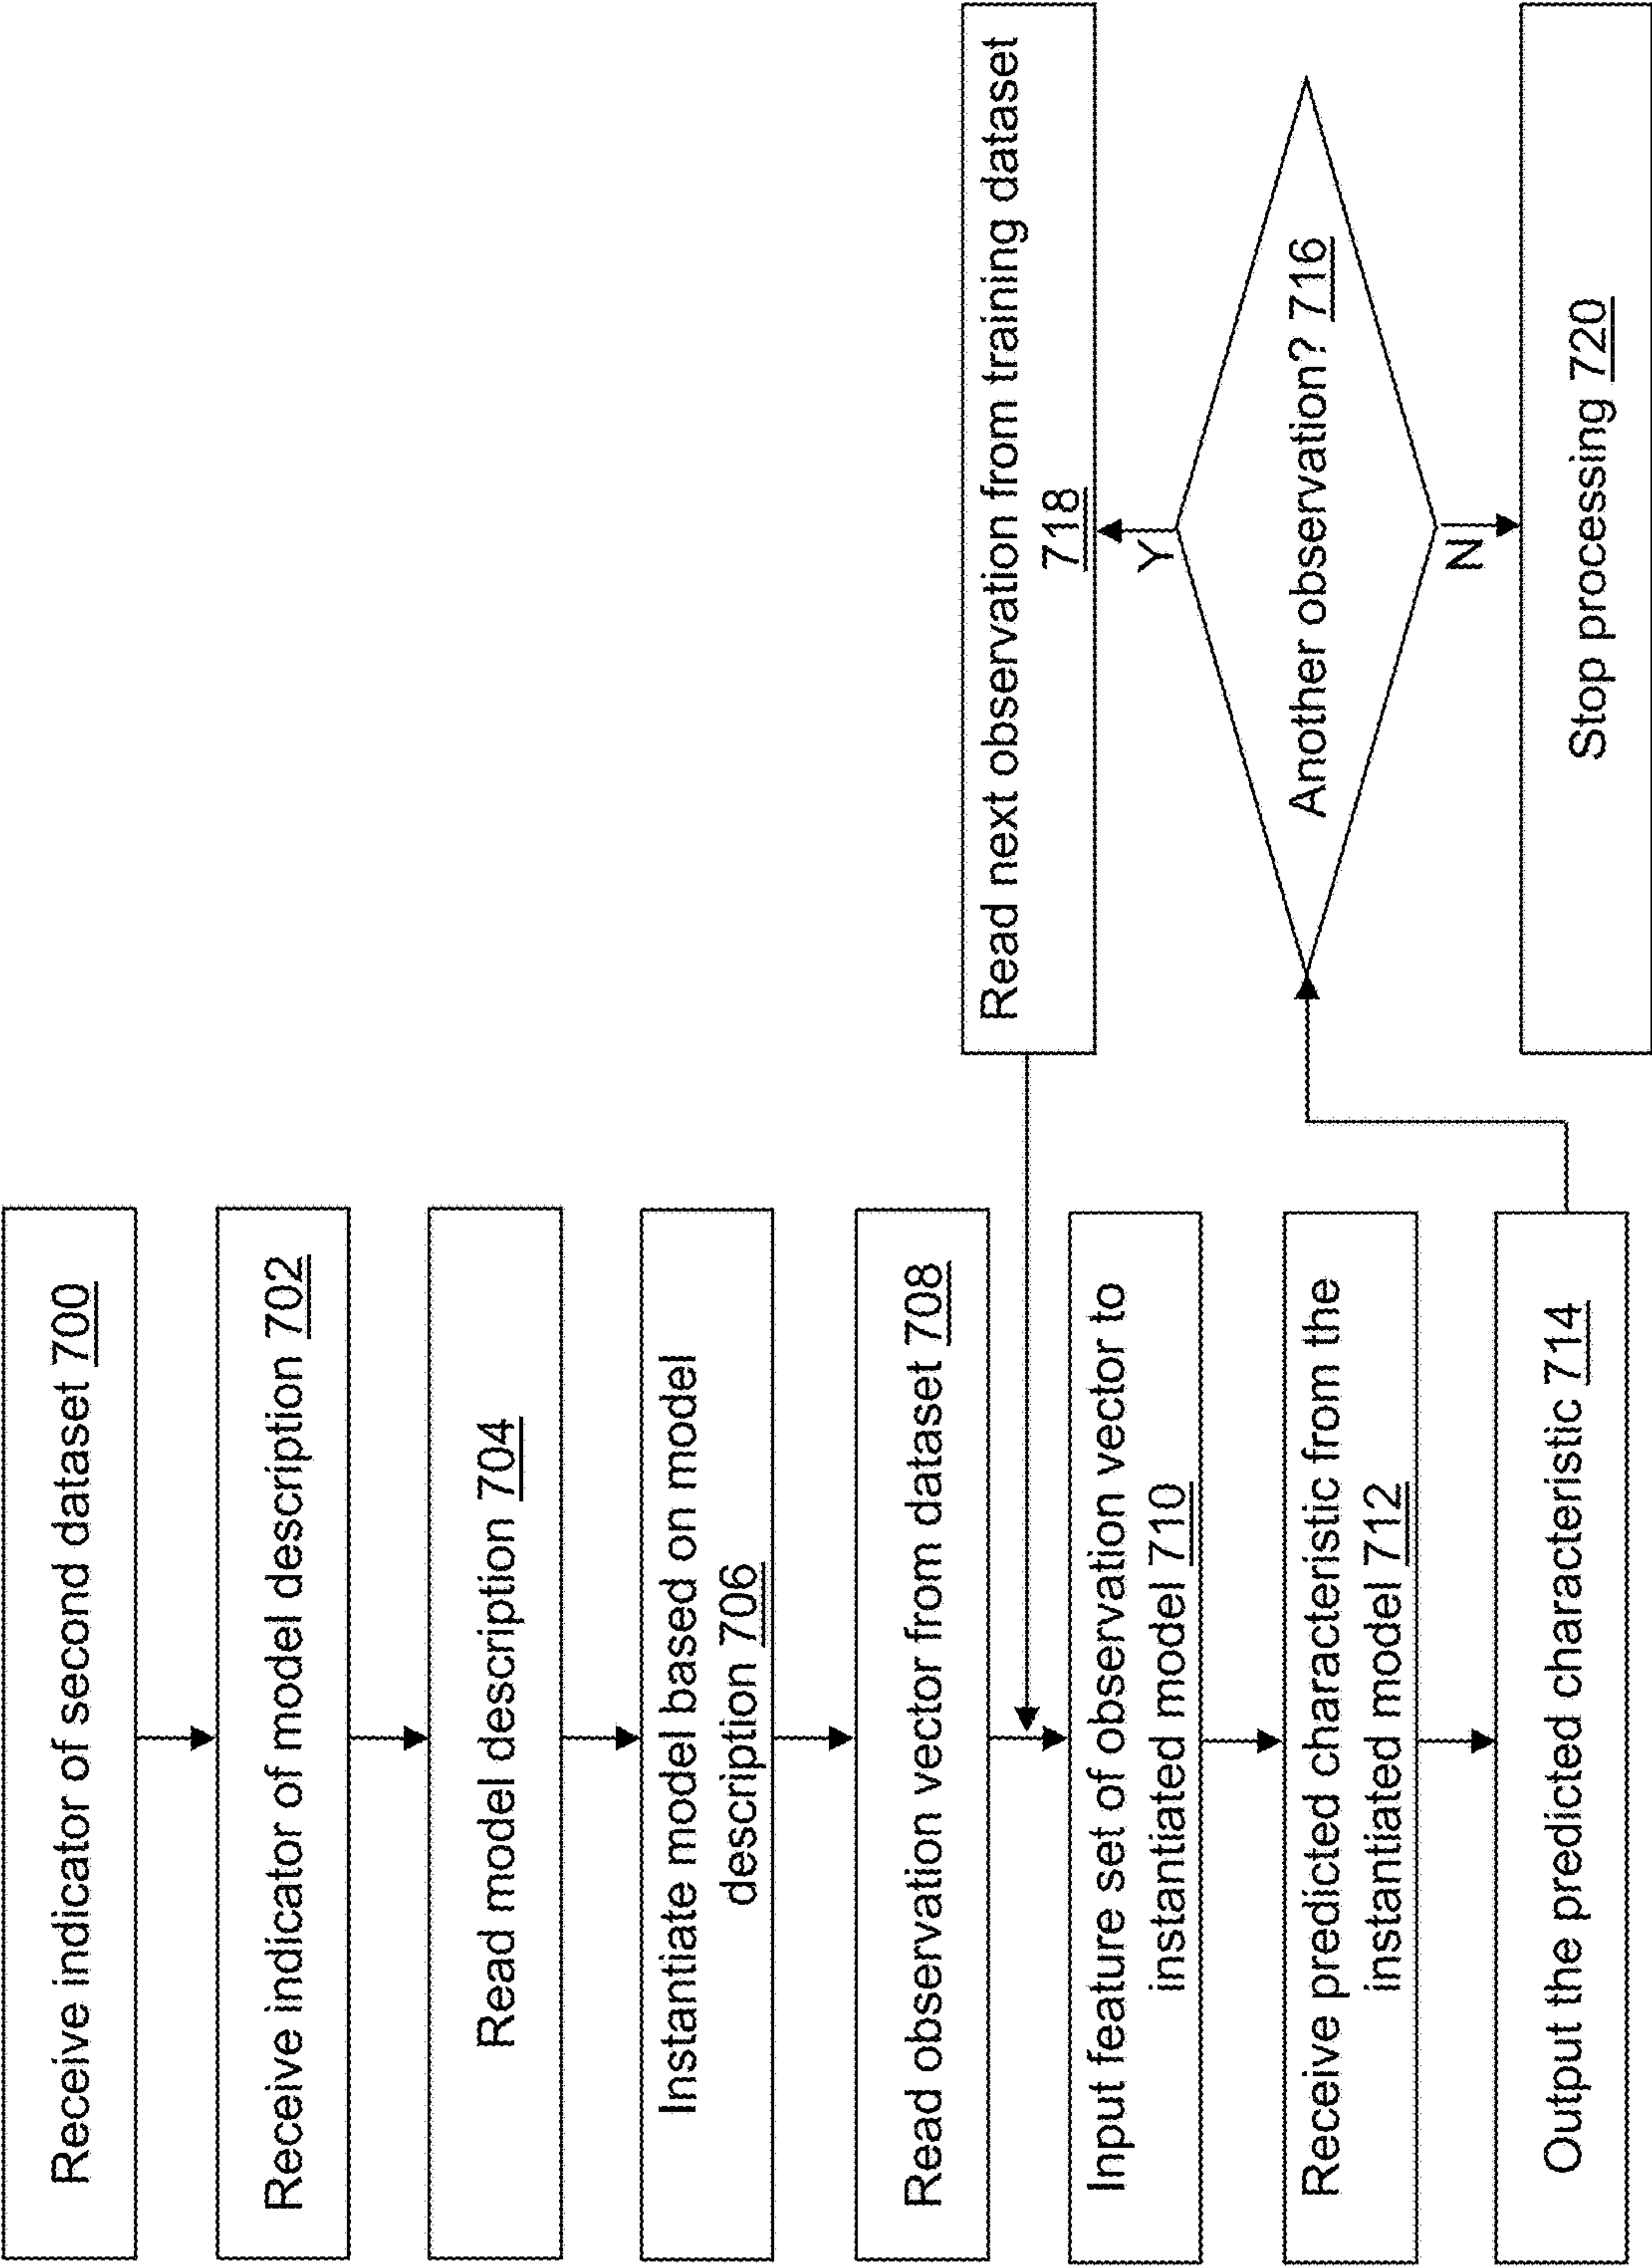 Receive indicator of second dataset 700
Receive indicator of model description 702
Read model description 704
Instantiate model based on model
description 706
Read observation vector from dataset 708
Input feature set of observation vector to
instantiated model 710
Receive predicted characteristic from the
instantiated model 712
Output the predicted characteristic 714
Read next observation from training dataset
718
Y
Another observation? 716
N
Stop processing 720